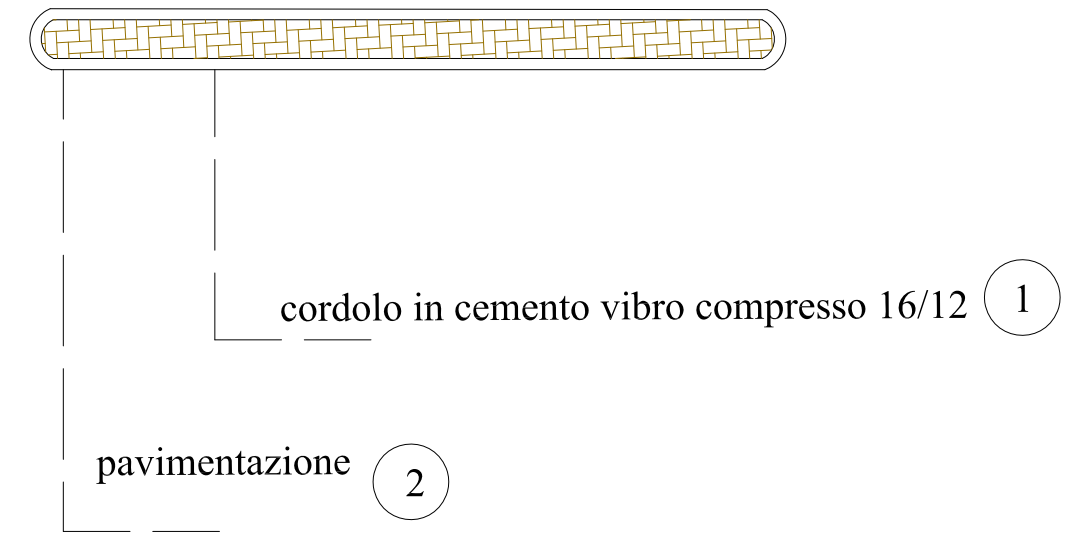 cordolo in cemento vibro compresso 16/12 1
pavimentazione 2